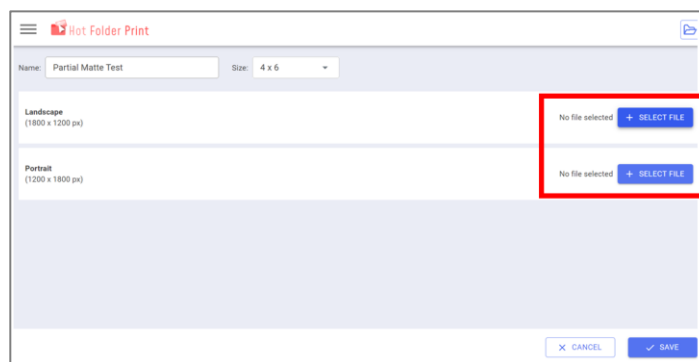 Hot Folder Print
Name: Partial Matte Test Size: 4 x 6
Landscape
(1800 x 1200 px)
No file selected + SELECT FILE
Portrait
(1200 x 1800 px)
No file selected + SELECT FILE
X CANCEL ✓ SAVE